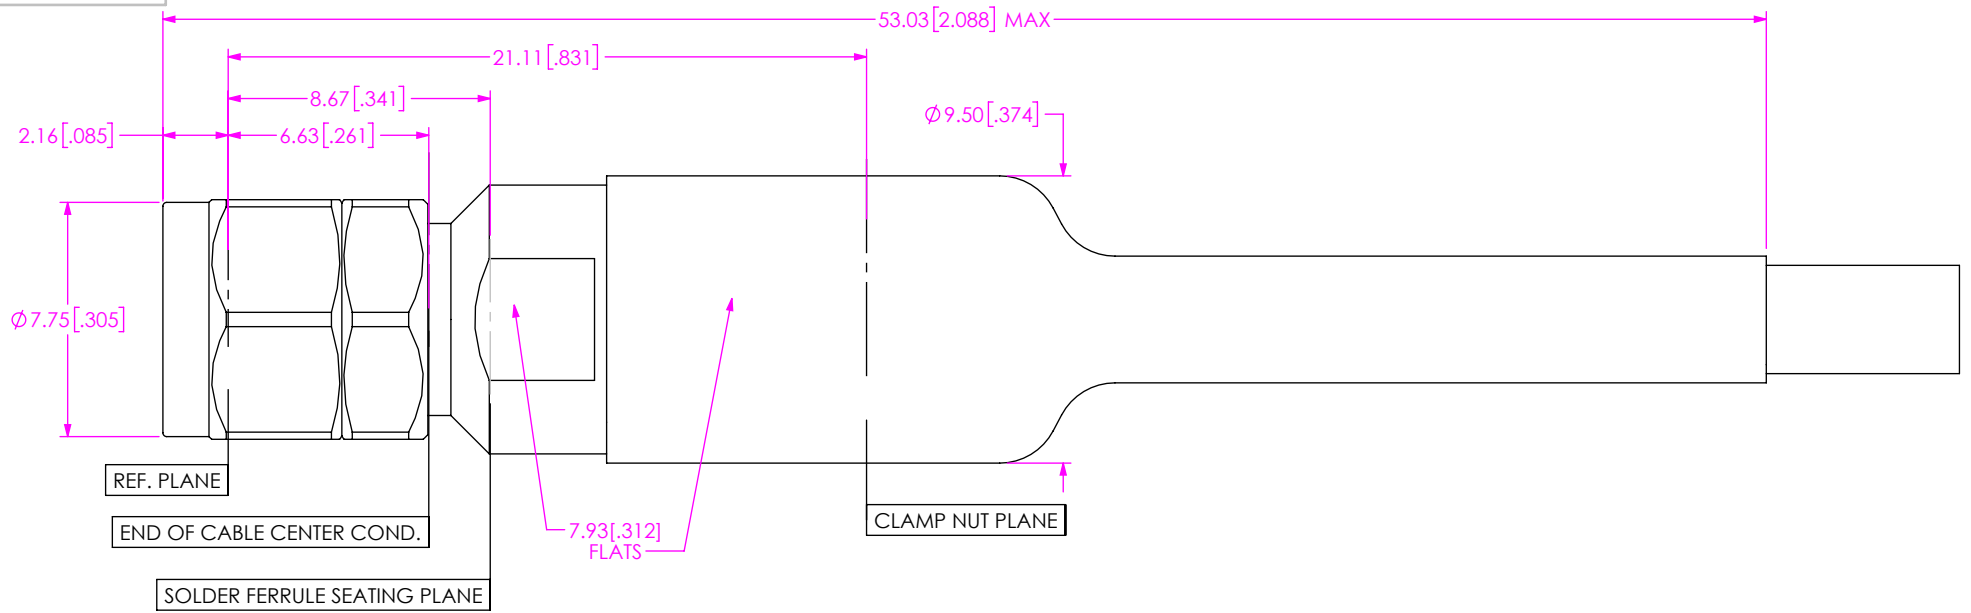 53.03[2.088] MAX
21.11[.831]
8.67[.341]
2.16[.085]
6.63[.261]
Ø9.50[.374]
Ø7.75[.305]
REF. PLANE
END OF CABLE CENTER COND.
SOLDER FERRULE SEATING PLANE
7.93[.312]
FLATS
CLAMP NUT PLANE